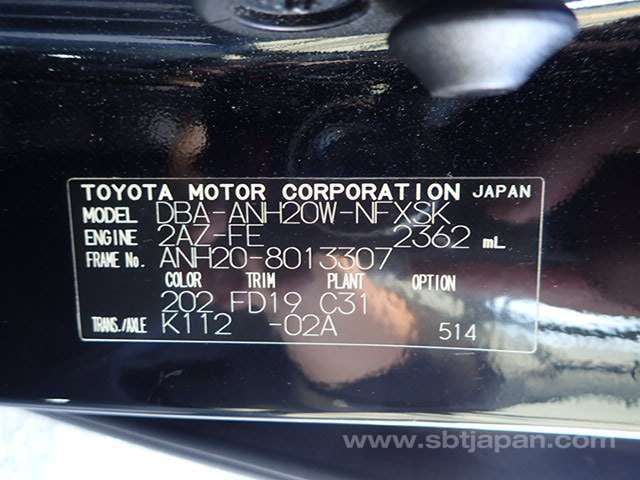 TOYOTA MOTOR CORPORATION JAPAN
MODEL DBA-ANH20W-NFXSK
ENGINE 2AZ-FE 2362 mL
FRAME No. ANH20-8013307
COLOR TRIM PLANT OPTION
202 FD19 C31
TRANS./AXLE K112 -02A 514
www.sbtjapan.com